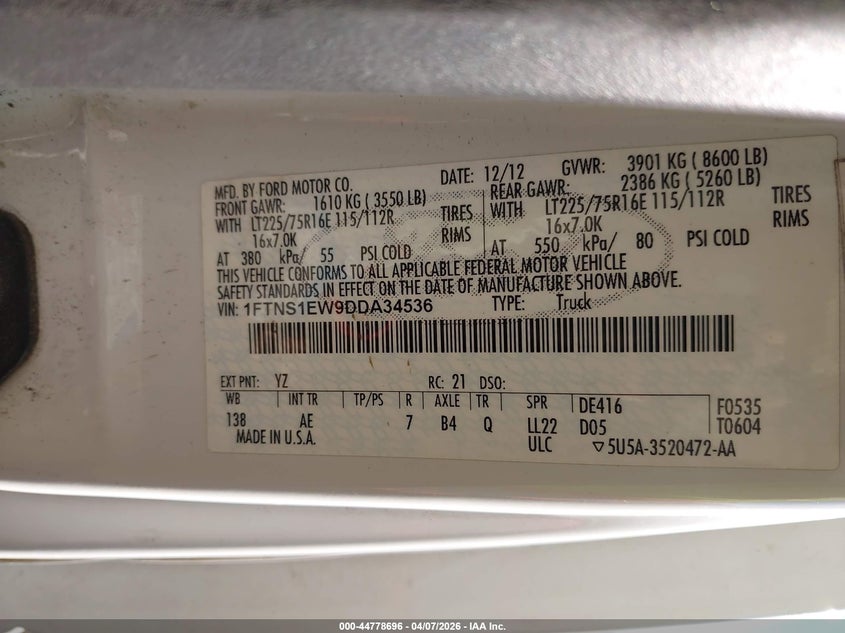 MFD. BY FORD MOTOR CO. DATE: 12/12 GVWR: 3901 KG ( 8600 LB)
FRONT GAWR: 1610 KG ( 3550 LB) REAR GAWR: 2386 KG ( 5260 LB)
WITH LT225/75R16E 115/112R TIRES WITH LT225/75R16E 115/112R TIRES
16x7.0K RIMS 16x7.0K RIMS
AT 380 kPa/ 55 PSI COLD AT 550 kPa/ 80 PSI COLD
THIS VEHICLE CONFORMS TO ALL APPLICABLE FEDERAL MOTOR VEHICLE
SAFETY STANDARDS IN EFFECT ON THE DATE OF MANUFACTURE SHOWN ABOVE.
VIN: 1FTNS1EW9DDA34536 TYPE: Truck
EXT PNT: YZ RC: 21 DSO:
WB INT TR TP/PS R AXLE TR SPR DE416 F0535
138 AE 7 B4 Q LL22 D05 T0604
MADE IN U.S.A. ULC ▽5U5A-3520472-AA
000-44778696 - 04/07/2026 - IAA Inc.